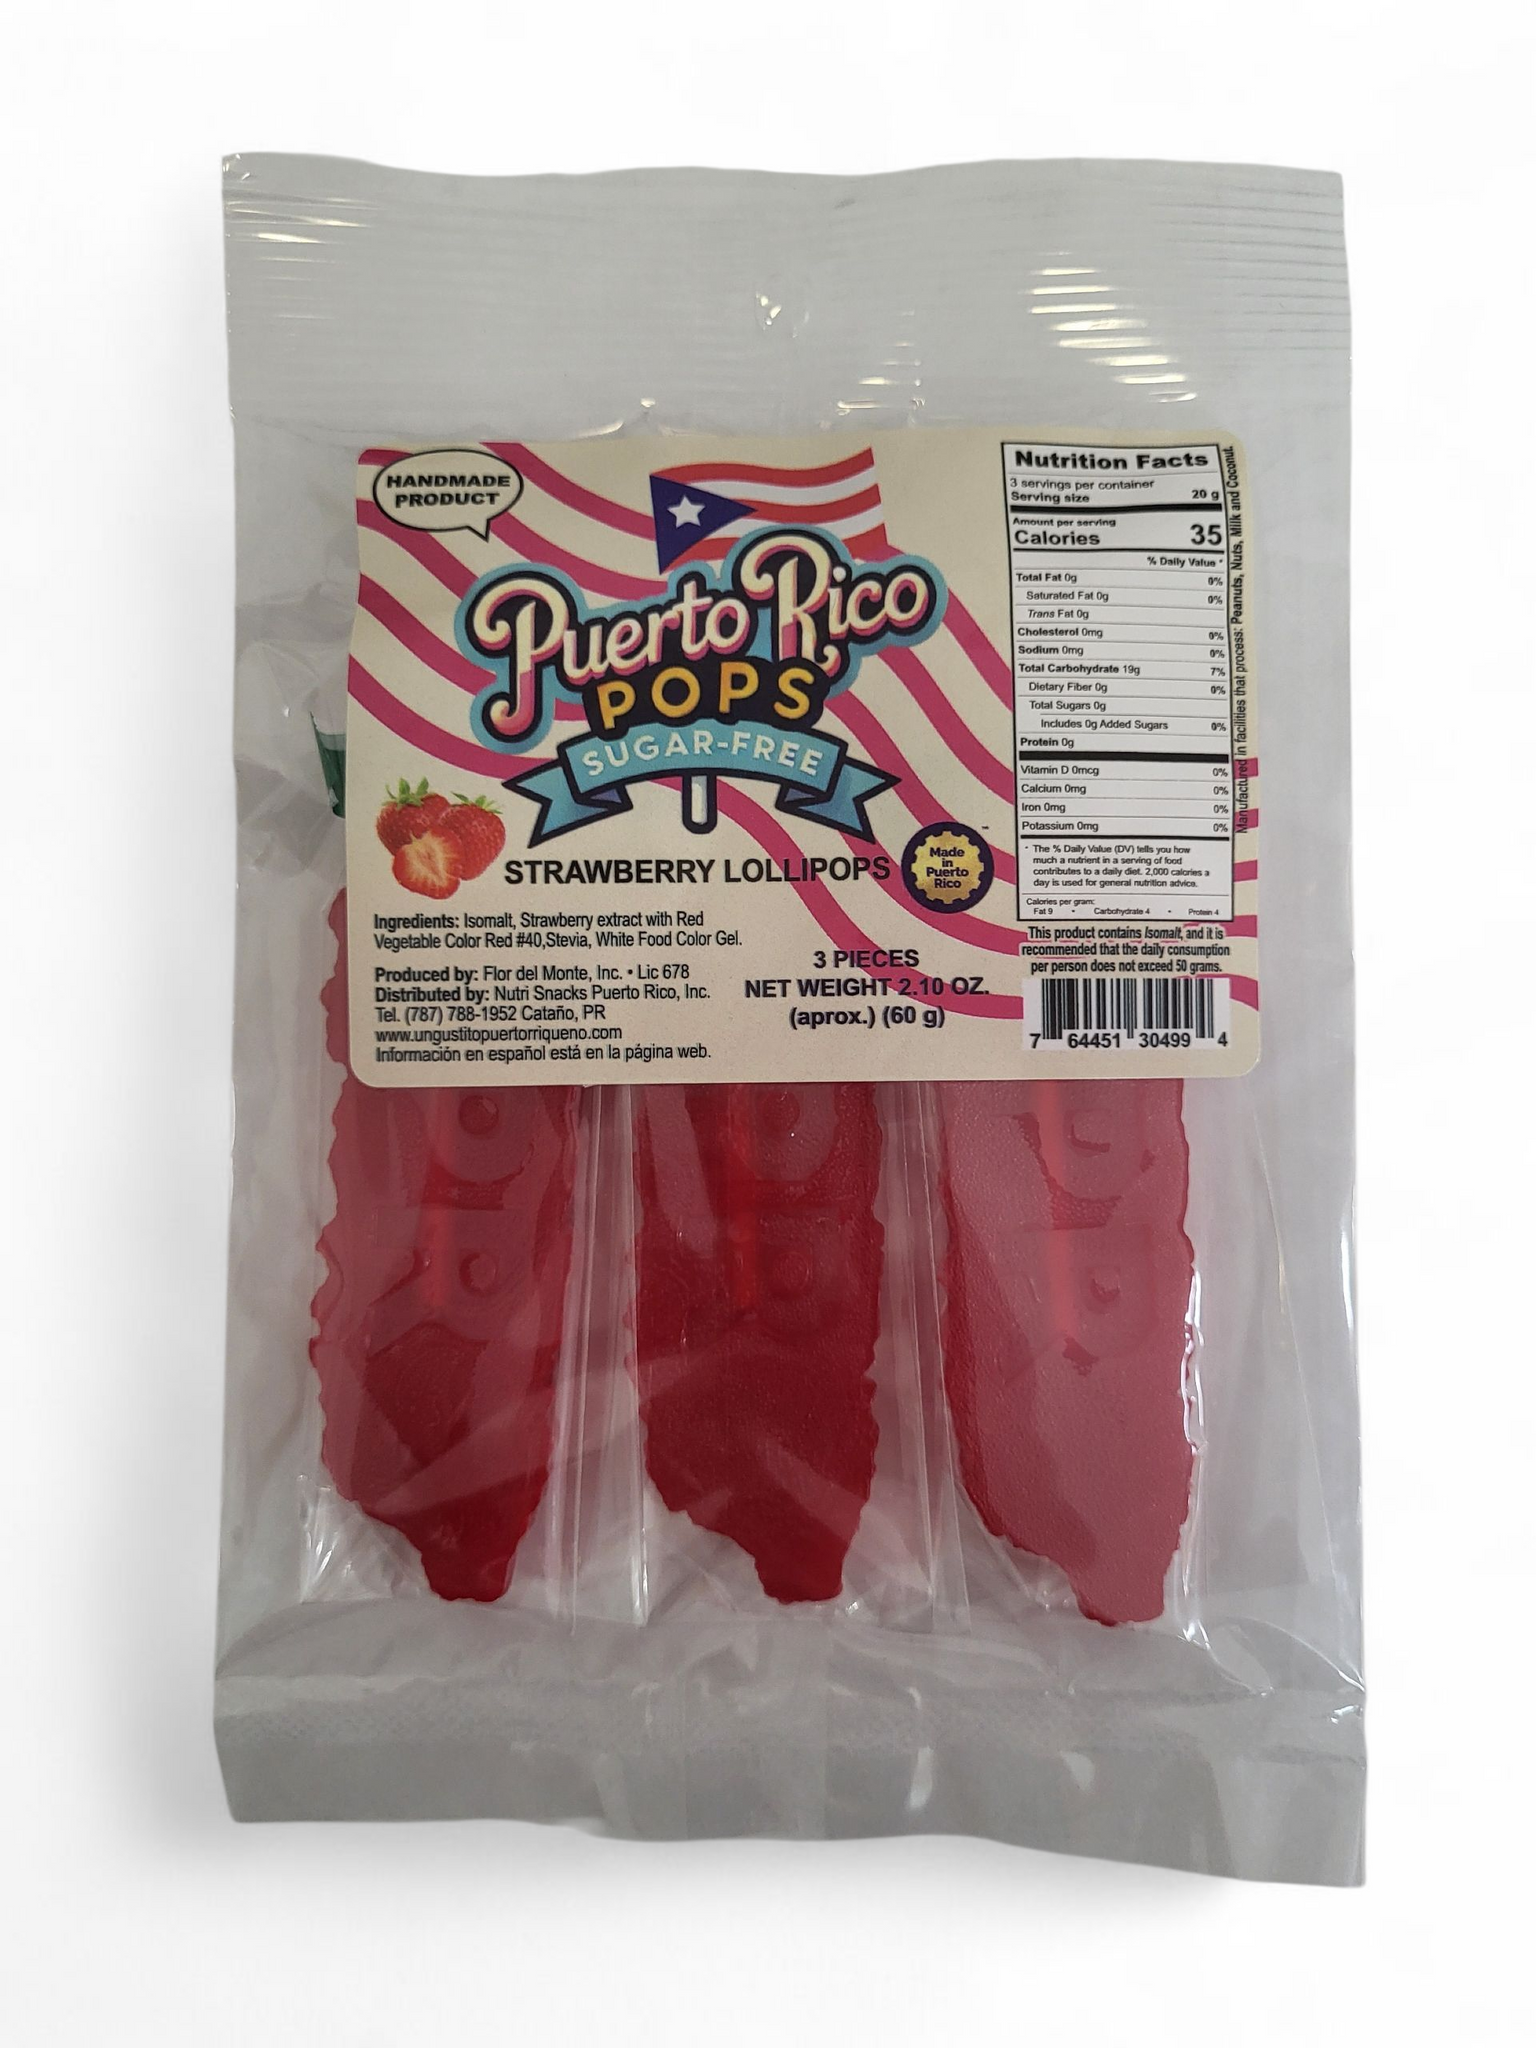 HANDMADE
PRODUCT
Puerto Rico
POPS
SUGAR-FREE
STRAWBERRY LOLLIPOPS
Made
in
Puerto
Rico
Ingredients: Isomalt, Strawberry extract with Red
Vegetable Color Red #40,Stevia, White Food Color Gel.
Produced by: Flor del Monte, Inc. • Lic 678
Distributed by: Nutri Snacks Puerto Rico, Inc.
Tel. (787) 788-1952 Cataño, PR
www.ungustitopuertorriqueno.com
Información en español está en la página web.
3 PIECES
NET WEIGHT 2.10 OZ.
(aprox.) (60 g)
Nutrition Facts
3 servings per container
Serving size 20 g
Amount per serving
Calories 35
% Daily Value *
Total Fat 0g 0%
Saturated Fat 0g 0%
Trans Fat 0g
Cholesterol 0mg 0%
Sodium 0mg 0%
Total Carbohydrate 19g 7%
Dietary Fiber 0g 0%
Total Sugars 0g
Includes 0g Added Sugars 0%
Protein 0g
Vitamin D 0mcg 0%
Calcium 0mg 0%
Iron 0mg 0%
Potassium 0mg 0%
* The % Daily Value (DV) tells you how
much a nutrient in a serving of food
contributes to a daily diet. 2,000 calories a
day is used for general nutrition advice.
Calories per gram:
Fat 9 • Carbohydrate 4 • Protein 4
Manufactured in facilities that process: Peanuts, Nuts, Milk and Coconut.
This product contains Isomalt, and it is
recommended that the daily consumption
per person does not exceed 50 grams.
7 64451 30499 4